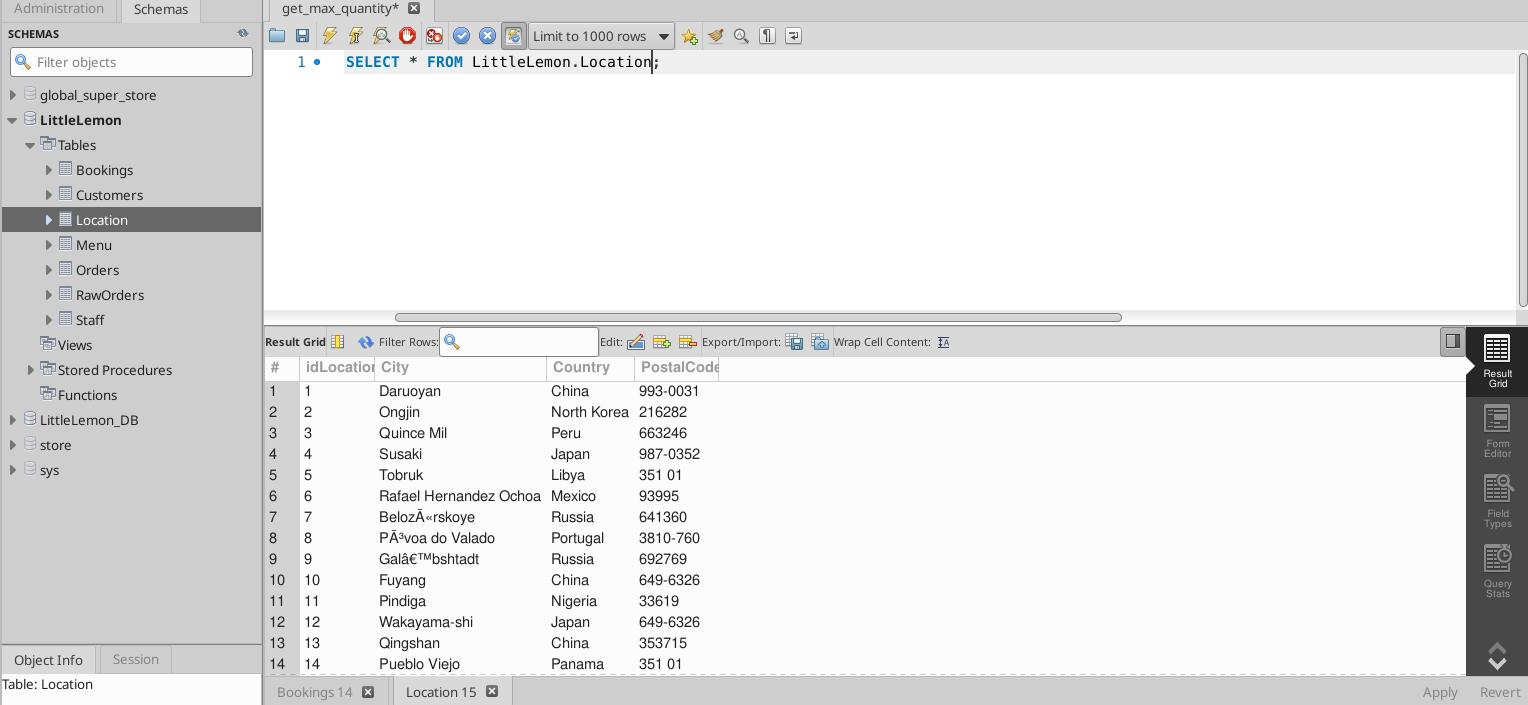 Administration Schemas
SCHEMAS
Filter objects
global_super_store
LittleLemon
Tables
Bookings
Customers
Location
Menu
Orders
RawOrders
Staff
Views
Stored Procedures
Functions
LittleLemon_DB
store
sys
Object Info Session
Table: Location
get_max_quantity*
Limit to 1000 rows
1 SELECT * FROM LittleLemon.Location;
Result Grid Filter Rows: Edit: Export/Import: Wrap Cell Content:
# idLocation City Country PostalCode
1 1 Daruoyan China 993-0031
2 2 Ongjin North Korea 216282
3 3 Quince Mil Peru 663246
4 4 Susaki Japan 987-0352
5 5 Tobruk Libya 351 01
6 6 Rafael Hernandez Ochoa Mexico 93995
7 7 BelozÃ«rskoye Russia 641360
8 8 PÃ³voa do Valado Portugal 3810-760
9 9 Galâ€™bshtadt Russia 692769
10 10 Fuyang China 649-6326
11 11 Pindiga Nigeria 33619
12 12 Wakayama-shi Japan 649-6326
13 13 Qingshan China 353715
14 14 Pueblo Viejo Panama 351 01
Result
Grid
Form
Editor
Field
Types
Query
Stats
Bookings 14 Location 15 Apply Revert